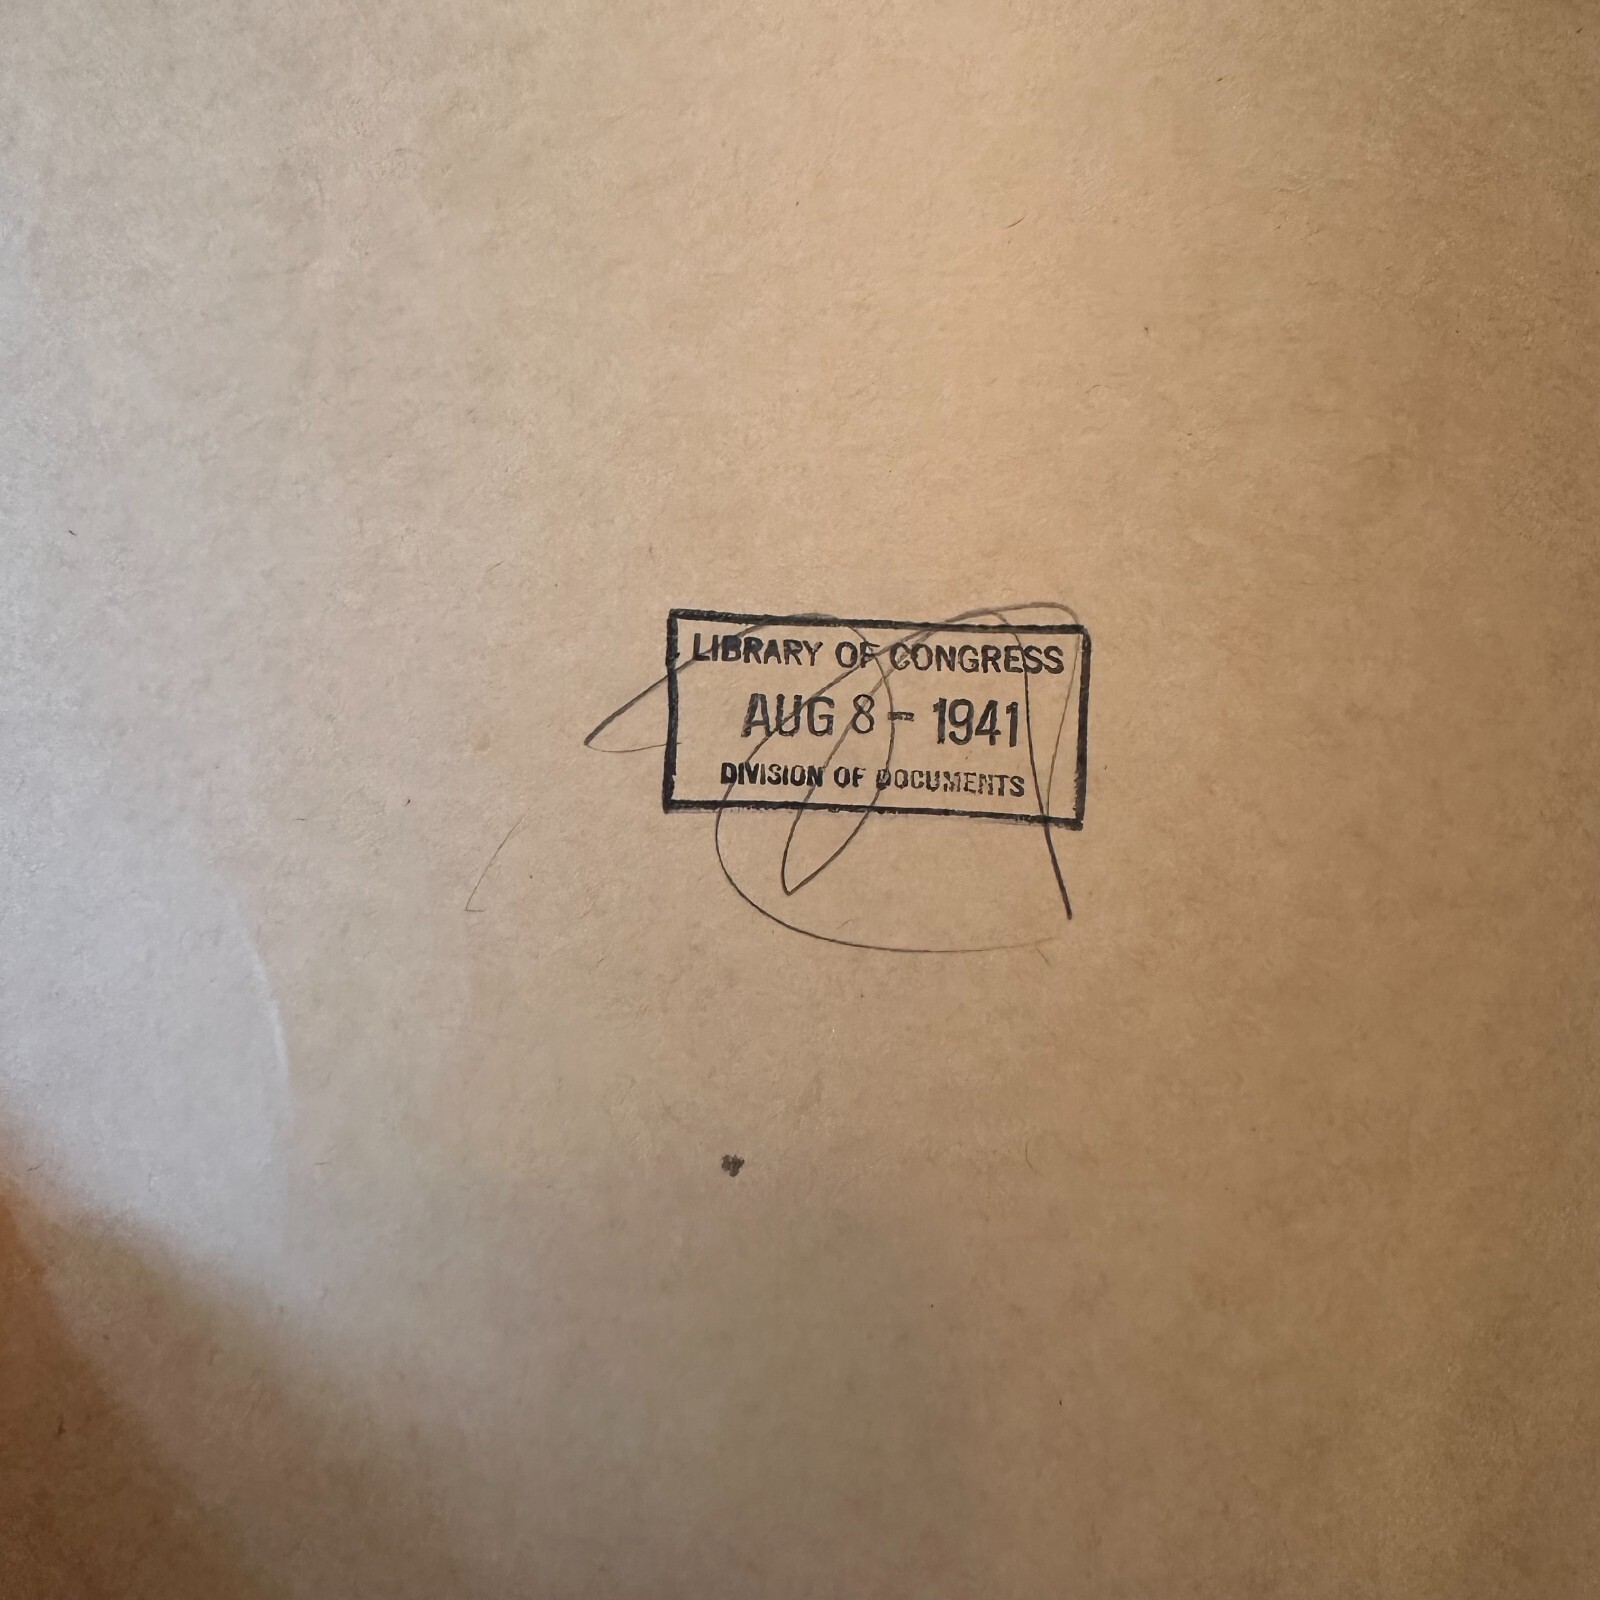 LIBRARY OF CONGRESS
AUG 8 - 1941
DIVISION OF DOCUMENTS